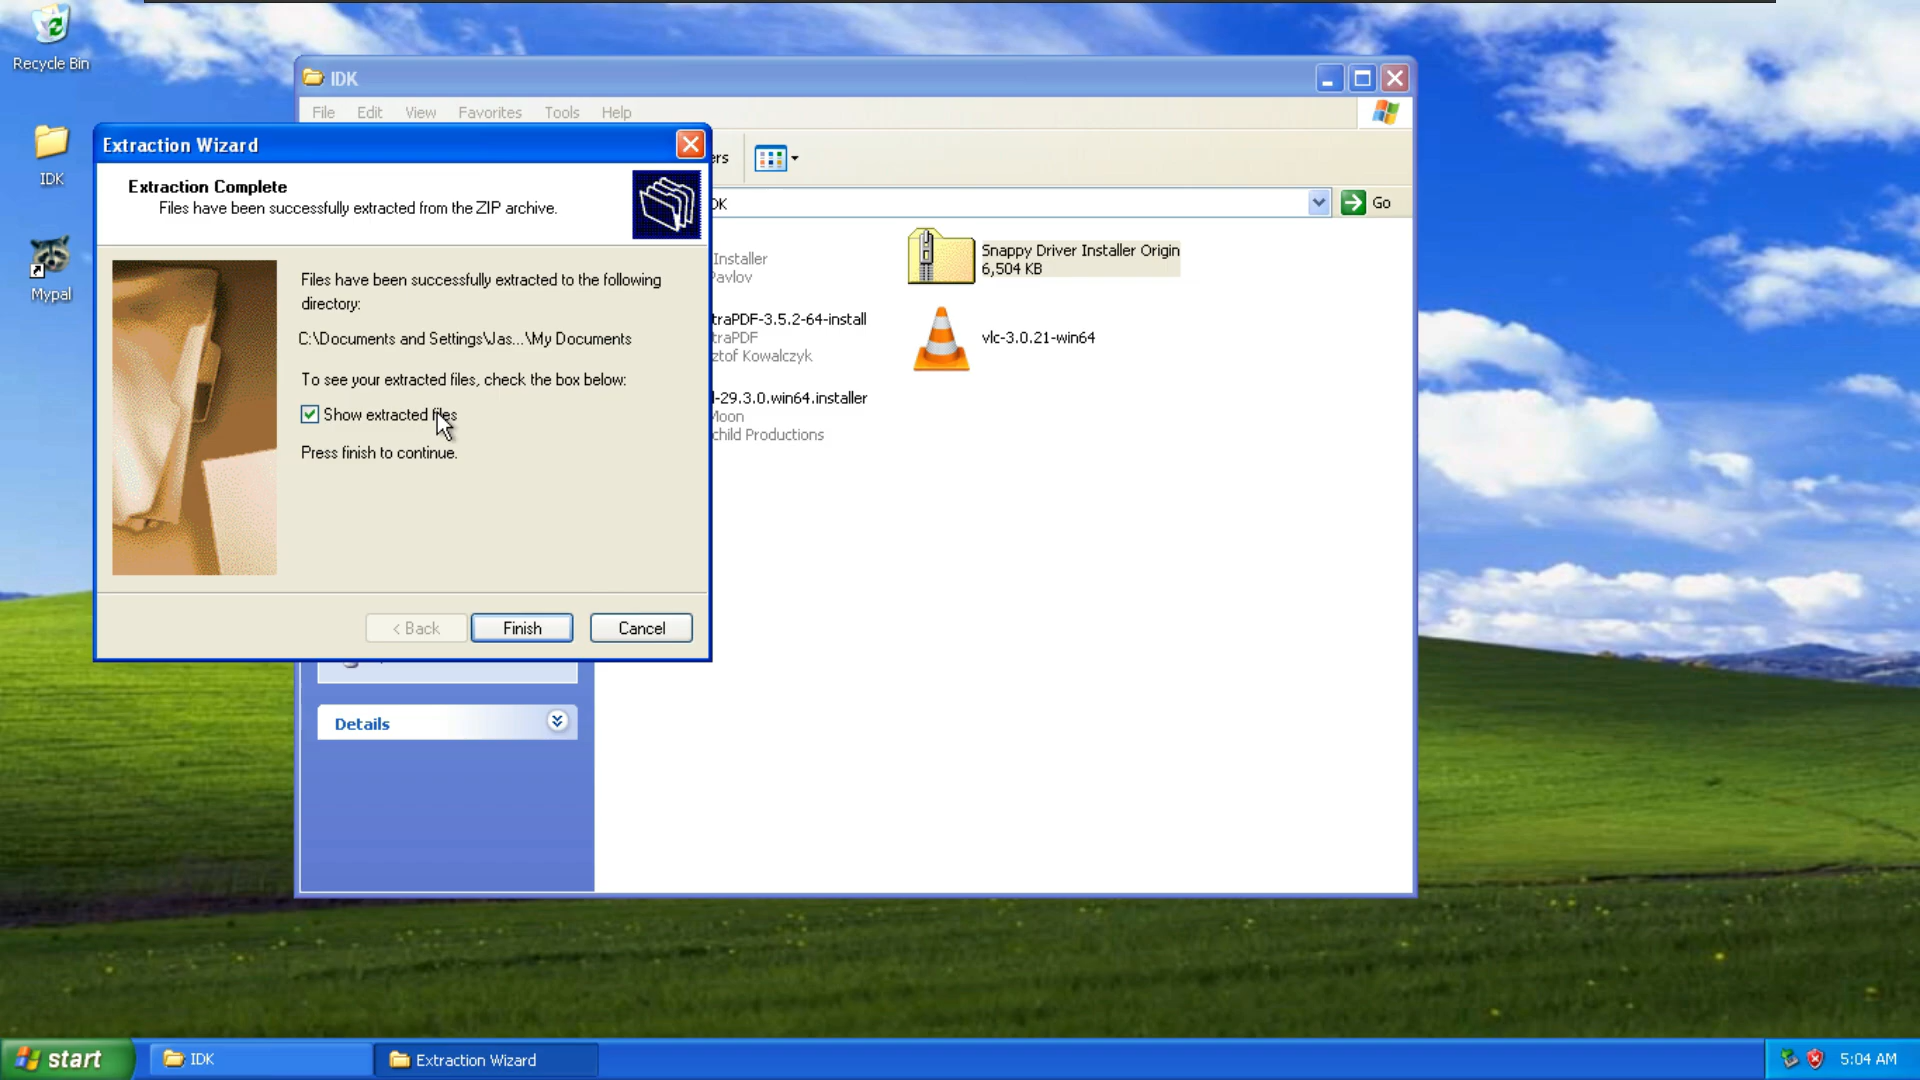 Recycle Bin
IDK
Mypal
IDK
File Edit View Favorites Tools Help
ers
DK
Go
Installer
Pavlov
traPDF-3.5.2-64-install
traPDF
ztof Kowalczyk
l-29.3.0.win64.installer
Moon
child Productions
Snappy Driver Installer Origin
6,504 KB
vlc-3.0.21-win64
Details
Extraction Wizard
Extraction Complete
Files have been successfully extracted from the ZIP archive.
Files have been successfully extracted to the following
directory:
C:\Documents and Settings\Jas...\My Documents
To see your extracted files, check the box below:
Show extracted files
Press finish to continue.
< Back
Finish
Cancel
start
IDK
Extraction Wizard
5:04 AM